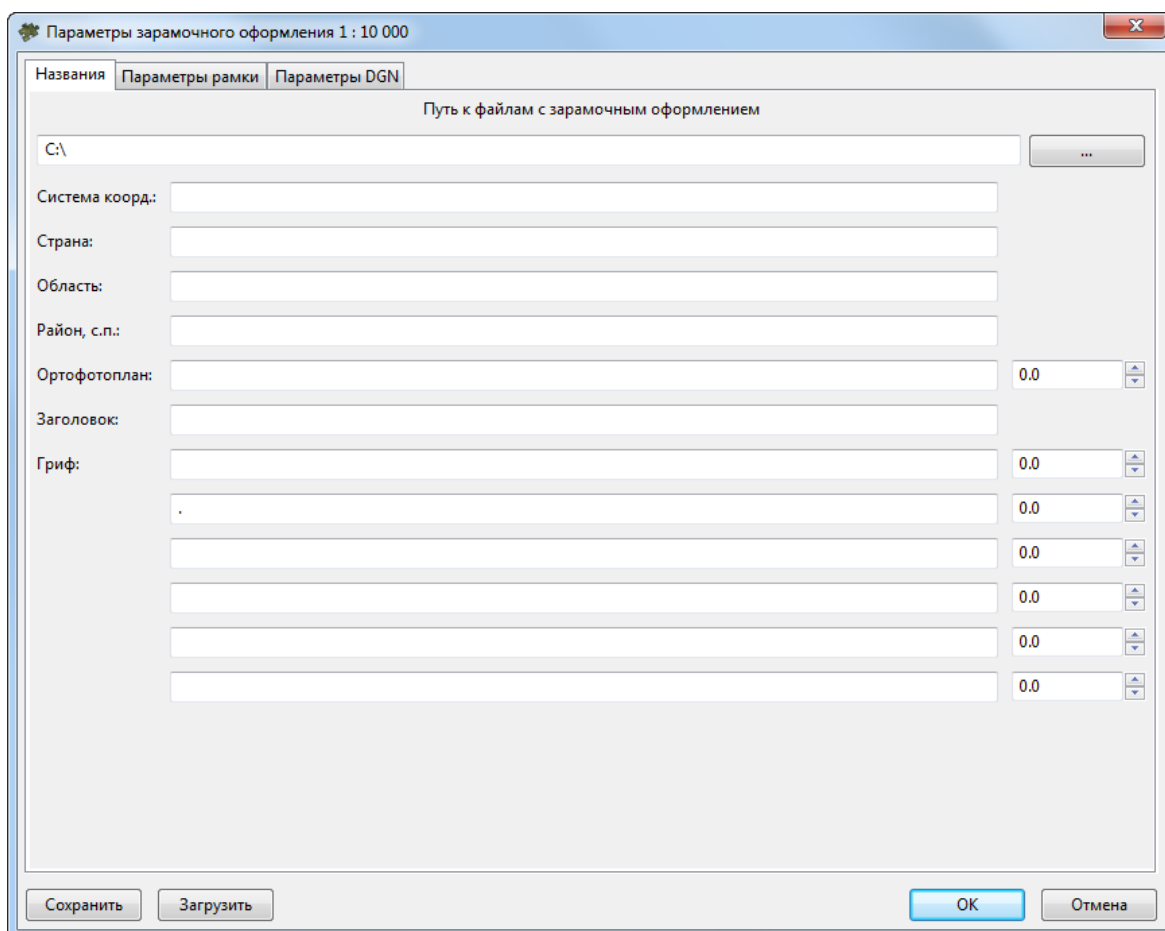 Параметры зарамочного оформления 1 : 10 000
Названия Параметры рамки Параметры DGN
Путь к файлам с зарамочным оформлением
C:\ ...
Система коорд.:
Страна:
Область:
Район, с.п.:
Ортофотоплан: 0.0
Заголовок:
Гриф: 0.0
. 0.0
0.0
0.0
0.0
0.0
Сохранить Загрузить OK Отмена